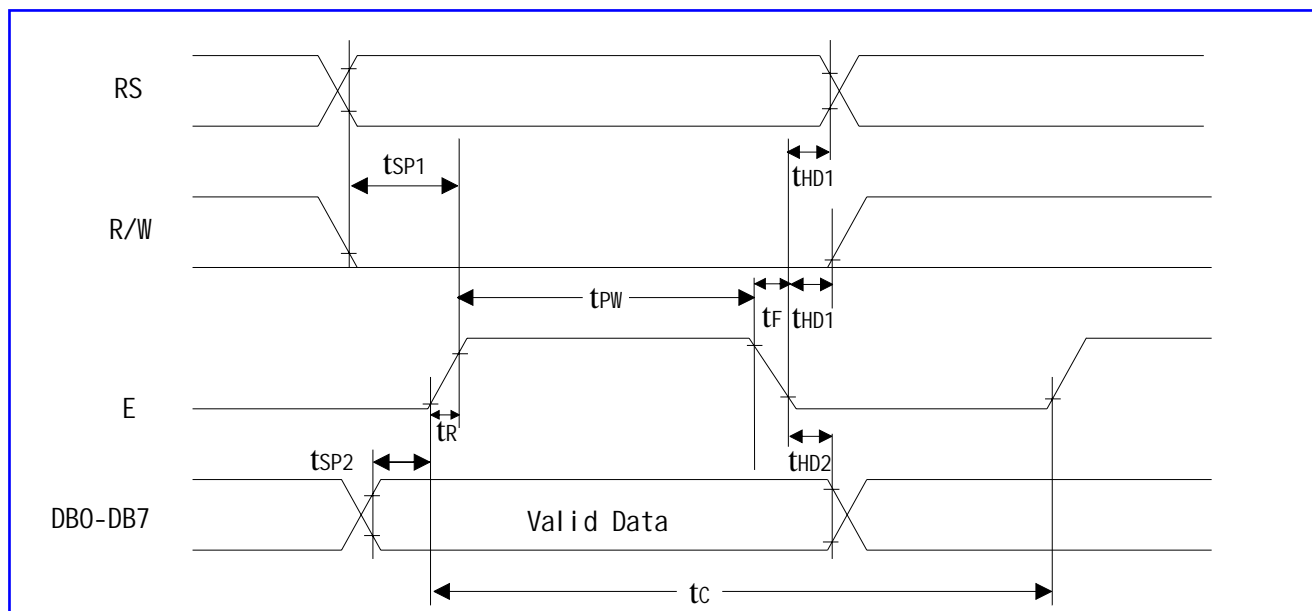 RS
tSP1
tHD1
R/W
tPW
tF
tHD1
E
tR
tSP2
tHD2
DB0-DB7
Valid Data
tC